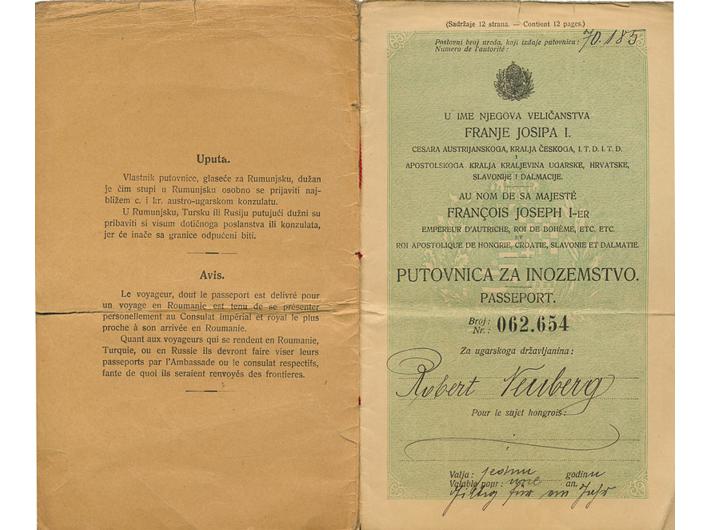 Uputa.
Vlastnik putovnice, glaseće za Rumunjsku, dužan
je čim stupi u Rumunjsku osobno se prijaviti naj-
bližem c. i kr. austro-ugarskom konzulatu.
U Rumunjsku, Tursku ili Rusiju putujući dužni su
pribaviti si visum dotičnoga poslanstva ili konzulata,
jer će inače sa granice odpućeni biti.
Avis.
Le voyageur, dont le passeport est delivré pour
un voyage en Roumanie est tenu de se présenter
personellement au Consulat impérial et royal le plus
proche à son arrivée en Roumanie.
Quant aux voyageurs qui se rendent en Roumanie,
Turquie, ou en Russie ils devront faire viser leurs
passeports par l'Ambassade ou le consulat respectifs,
fante de quoi ils seraient renvoyés des frontieres.
(Sadržaje 12 strana. — Contient 12 pages.)
Poslovni broj ureda, koji izdaje putovnicu: 70.185
Numero de l'autorité:
U IME NJEGOVA VELIČANSTVA
FRANJE JOSIPA I.
CESARA AUSTRIJANSKOGA, KRALJA ČESKOGA, I. T. D. I. T. D.
I
APOSTOLSKOGA KRALJA KRALJEVINA UGARSKE, HRVATSKE,
SLAVONIJE I DALMACIJE.
AU NOM DE SA MAJESTÉ
FRANÇOIS JOSEPH I-ER
EMPEREUR D'AUTRICHE, ROI DE BOHÊME, ETC. ETC.
ET
ROI APOSTOLIQUE DE HONGRIE, CROATIE, SLAVONIE ET DALMATIE.
PUTOVNICA ZA INOZEMSTVO.
PASSEPORT.
Broj:
Nr.: 062.654
Za ugarskoga državljanina:
Robert Neuberg
Pour le sujet hongrois:
Valja: jednu godinu
Valable pour: une an.
Giltig für ein Jahr